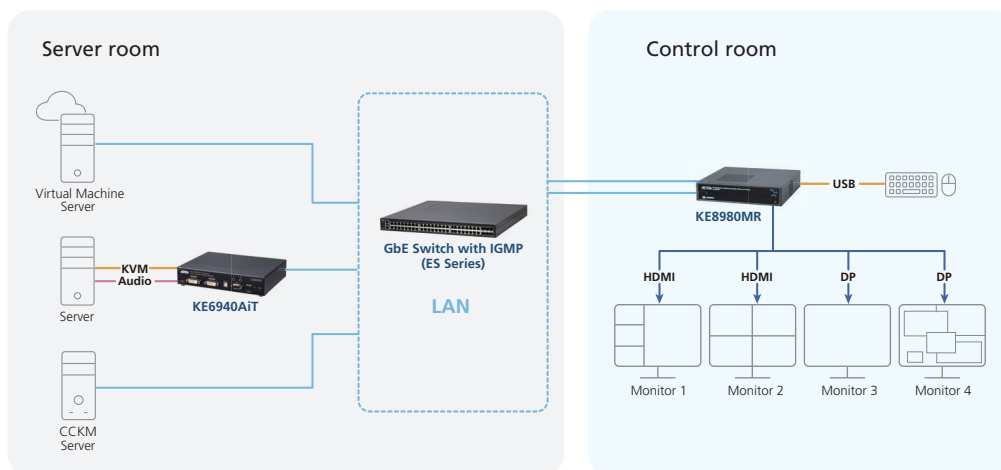 Server room
Control room
Virtual Machine
Server
KVM
Audio
Server
KE6940AiT
CCKM
Server
GbE Switch with IGMP
(ES Series)
LAN
KE8980MR
USB
HDMI
HDMI
DP
DP
Monitor 1
Monitor 2
Monitor 3
Monitor 4